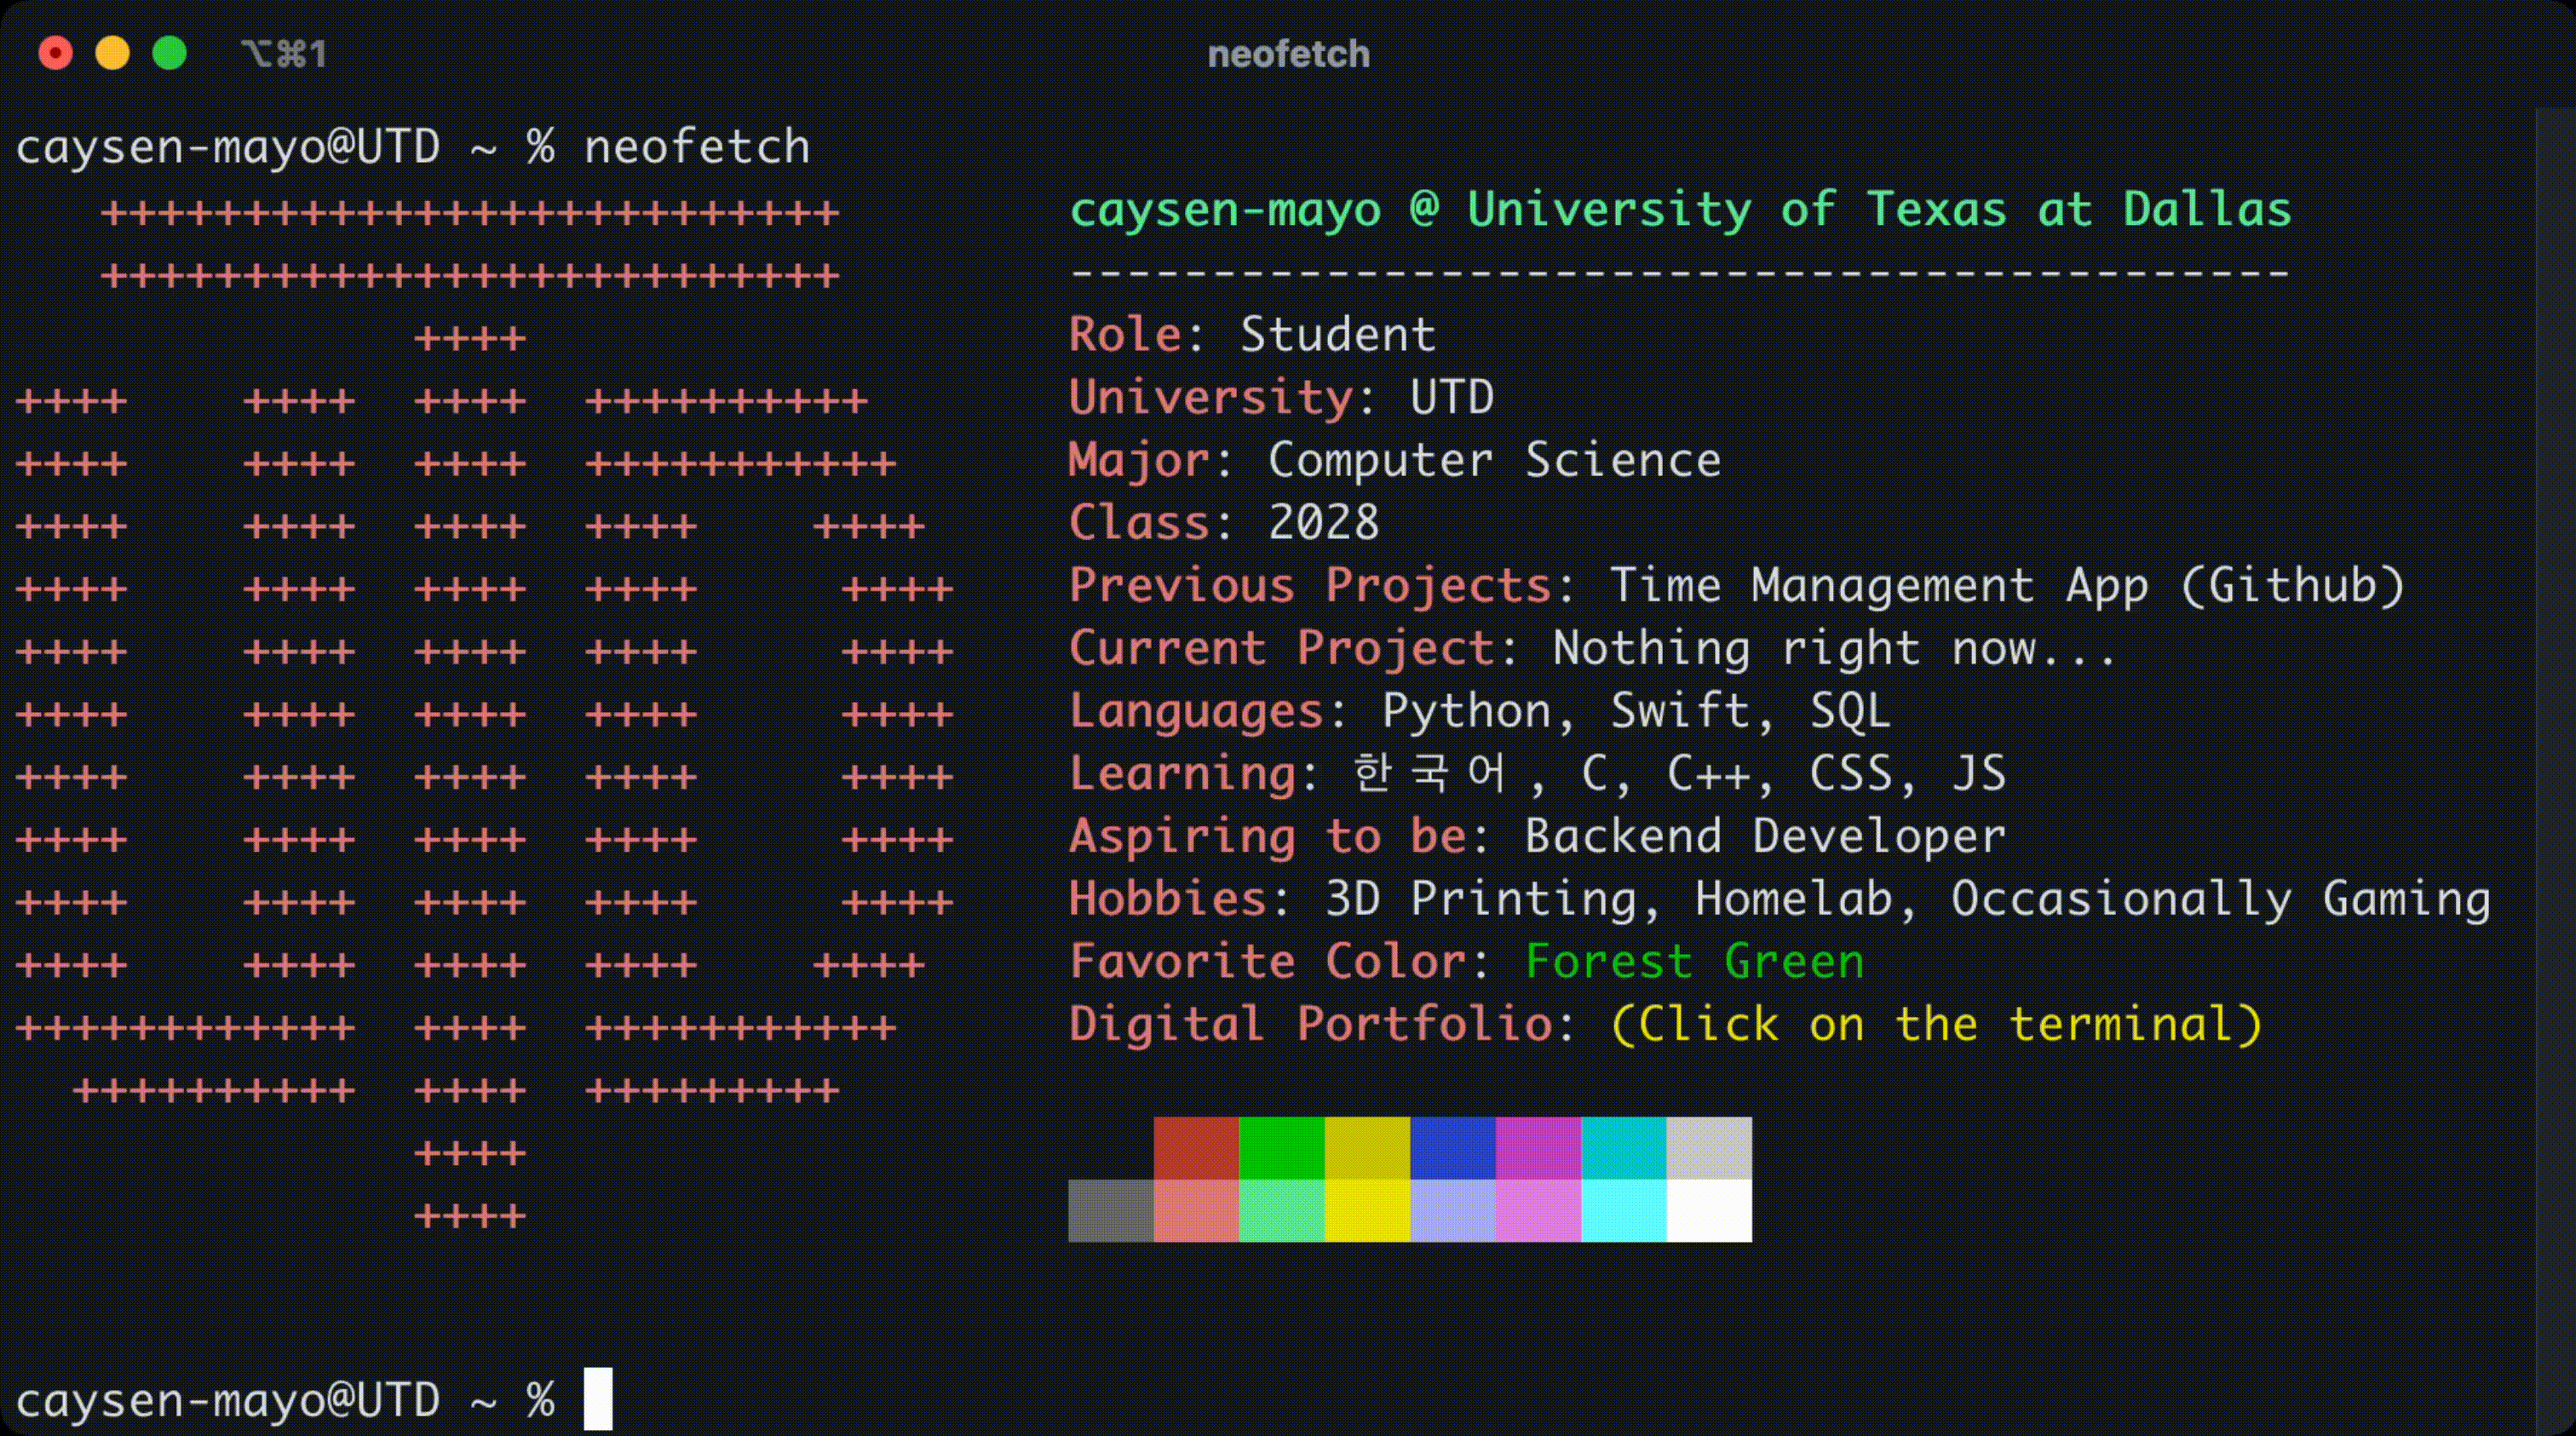 ⌥⌘1
neofetch
caysen-mayo@UTD ~ % neofetch
++++++++++++++++++++++++++
++++++++++++++++++++++++++
++++
++++    ++++  ++++  ++++++++++
++++    ++++  ++++  +++++++++++
++++    ++++  ++++  ++++    ++++
++++    ++++  ++++  ++++     ++++
++++    ++++  ++++  ++++     ++++
++++    ++++  ++++  ++++     ++++
++++    ++++  ++++  ++++     ++++
++++    ++++  ++++  ++++     ++++
++++    ++++  ++++  ++++     ++++
++++    ++++  ++++  ++++    ++++
++++++++++++  ++++  +++++++++++
++++++++++  ++++  +++++++++
++++
++++
caysen-mayo @ University of Texas at Dallas
-------------------------------------------
Role: Student
University: UTD
Major: Computer Science
Class: 2028
Previous Projects: Time Management App (Github)
Current Project: Nothing right now...
Languages: Python, Swift, SQL
Learning: 한국어, C, C++, CSS, JS
Aspiring to be: Backend Developer
Hobbies: 3D Printing, Homelab, Occasionally Gaming
Favorite Color: Forest Green
Digital Portfolio: (Click on the terminal)
caysen-mayo@UTD ~ %